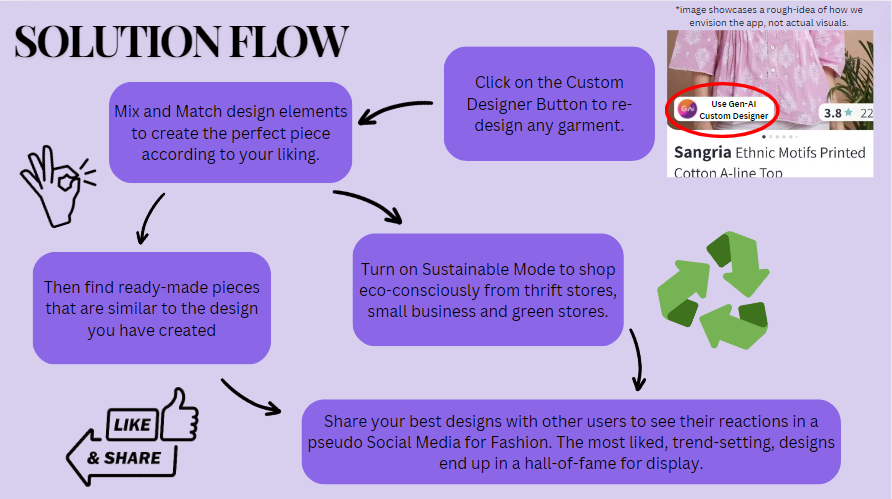 *image showcases a rough-idea of how we
envision the app, not actual visuals.
SOLUTION FLOW
Click on the Custom
Designer Button to re-
design any garment.
GAI
Use Gen-AI
Custom Designer
3.8★ 22
Sangria Ethnic Motifs Printed
Cotton A-line Top
Mix and Match design elements
to create the perfect piece
according to your liking.
Then find ready-made pieces
that are similar to the design
you have created
Turn on Sustainable Mode to shop
eco-consciously from thrift stores,
small business and green stores.
LIKE
& SHARE
Share your best designs with other users to see their reactions in a
pseudo Social Media for Fashion. The most liked, trend-setting, designs
end up in a hall-of-fame for display.